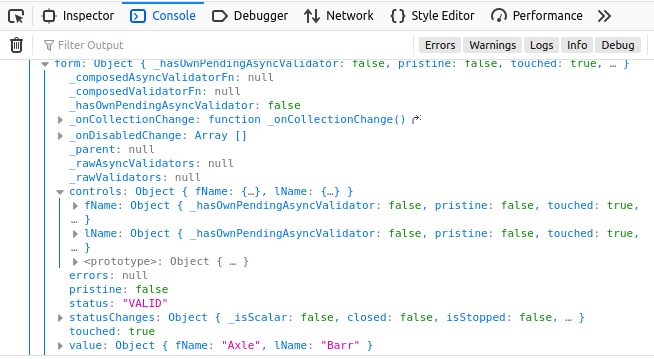 Inspector Console Debugger Network Style Editor Performance
Filter Output Errors Warnings Logs Info Debug
form: Object { _hasOwnPendingAsyncValidator: false, pristine: false, touched: true, … }
_composedAsyncValidatorFn: null
_composedValidatorFn: null
_hasOwnPendingAsyncValidator: false
_onCollectionChange: function _onCollectionChange()
_onDisabledChange: Array []
_parent: null
_rawAsyncValidators: null
_rawValidators: null
controls: Object { fName: {…}, lName: {…} }
fName: Object { _hasOwnPendingAsyncValidator: false, pristine: false, touched: true,
… }
lName: Object { _hasOwnPendingAsyncValidator: false, pristine: false, touched: true,
… }
<prototype>: Object { … }
errors: null
pristine: false
status: "VALID"
statusChanges: Object { _isScalar: false, closed: false, isStopped: false, … }
touched: true
value: Object { fName: "Axle", lName: "Barr" }